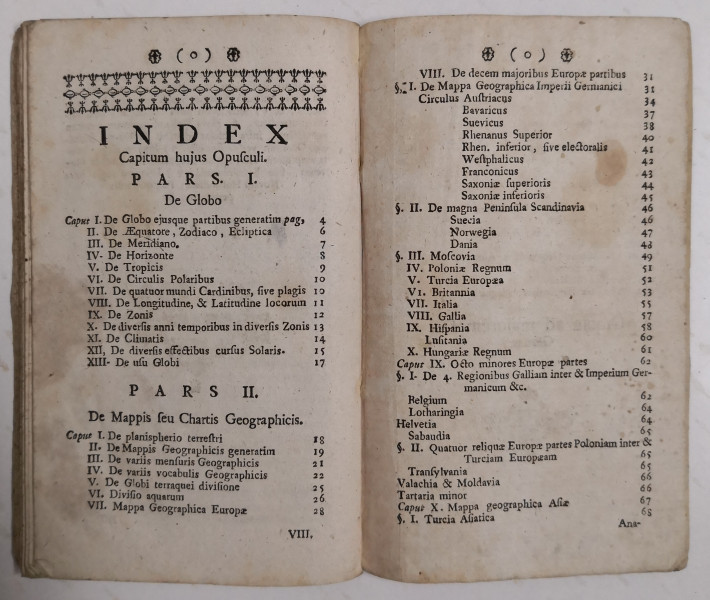 ( o )
INDEX
Capitum hujus Opusculi.
PARS. I.
De Globo
Caput I. De Globo ejusque partibus generatim pag, 4
II. De Æquatore, Zodiaco, Ecliptica 6
III. De Meridiano. 7
IV- De Horizonte 8
V. De Tropicis 9
VI. De Circulis Polaribus 10
VII. De quatuor mundi Cardinibus, sive plagis 10
VIII. De Longitudine, & Latitudine locorum 11
IX. De Zonis 12
X. De diversis anni temporibus in diversis Zonis 13
XI. De Climatis 14
XII, De diversis effectibus cursus Solaris. 15
XIII- De usu Globi 17
PARS II.
De Mappis seu Chartis Geographicis.
Caput I. De planispherio terrestri 18
II- De Mappis Geographicis generatim 19
III. De variis mensuris Geographicis 21
IV. De variis vocabulis Geographicis 22
V. De Globi terraquei divisione 25
VI. Divisio aquarum 26
VII. Mappa Geographica Europæ 28
VIII.
( o )
VIII. De decem majoribus Europæ partibus 31
§. I. De Mappa Geographica Imperii Germanici 31
Circulus Austriacus 34
Bavaricus 37
Suevicus 38
Rhenanus Superior 40
Rhen. inferior, sive electoralis 41
Westphalicus 42
Franconicus 43
Saxoniæ superioris 44
Saxoniæ inferioris 45
§. II. De magna Peninsula Scandinavia 46
Suecia 46
Norwegia 47
Dania 48
§. III. Moscovia 49
IV. Poloniæ Regnum 51
V. Turcia Europæa 52
VI. Britannia 53
VII. Italia 55
VIII. Gallia 57
IX. Hispania 58
Lusitania 60
X. Hungariæ Regnum 61
Caput IX. Octo minores Europæ partes 62
§. I- De 4. Regionibus Galliam inter & Imperium Ger-
manicum &c.
Belgium 62
Lotharingia 64
Helvetia 64
Sabaudia 65
§. II. Quatuor reliquæ Europæ partes Poloniam inter &
Turciam Europæam 65
Transylvania 65
Valachia & Moldavia 66
Tartaria minor 66
Caput X. Mappa geographica Asiæ 67
§. I. Turcia Asiatica 68
Ana-